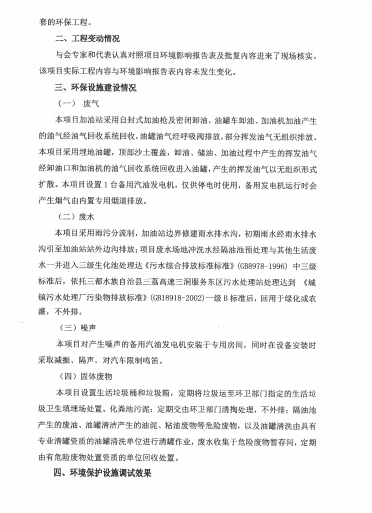 套的环保工程。
二、工程变动情况
与会专家和代表认真对照项目环境影响报告表及批复内容进来了现场核实。
该项目实际工程内容与环境影响报告表内容未发生变化。
三、环保设施建设情况
（一） 废气
本项目加油站采用自封式加油枪及密闭卸油，油罐车卸油、加油机加油产生
的油气经油气回收系统回收，油罐油气经呼吸阀排放，部分挥发油气无组织排放。
本项目采用埋地油罐，顶部沙土覆盖，卸油、储油、加油过程中产生的挥发油气
经卸油口和加油机的油气回收系统回收进入油罐，产生的挥发油气以无组织形式
扩散。本项目设置 1 台备用汽油发电机，仅供停电时使用，备用发电机运行时会
产生烟气由内置专用烟道排放。
（二）废水
本项目采用雨污分流制，加油站边界修建雨水排水沟，初期雨水经雨水排水
沟引至加油站站外边沟排放；项目废水场地冲洗水经隔油池预处理与其他生活废
水一并进入三级生化池处理达《污水综合排放标准标准》(GB8978-1996) 中三级
标准后，依托三都水族自治县三荔高速三洞服务东区污水处理站处理达到 《城
镇污水处理厂污染物排放标准》(GB18918-2002)一级 B 标准后，回用于绿化或农
灌，不外排。
（三）噪声
本项目对产生噪声的备用汽油发电机安装于专用房间，同时在设备安装时
采取减振、隔声，对汽车限制鸣笛。
（四）固体废物
本项目设置生活垃圾桶和垃圾箱，定期将垃圾运至环卫部门指定的生活垃
圾卫生填埋场处置。化粪池污泥：定期交由环卫部门清掏处理，不外排；隔油池
产生的废油、油罐清洁产生的油泥、粘油废物等危险废物，以及油罐清洗由具有
专业清罐资质的油罐清洗单位进行清罐作业，废水收集于危险废物暂存间，定期
由有危险废物处置资质的单位回收处置。
四、环境保护设施调试效果